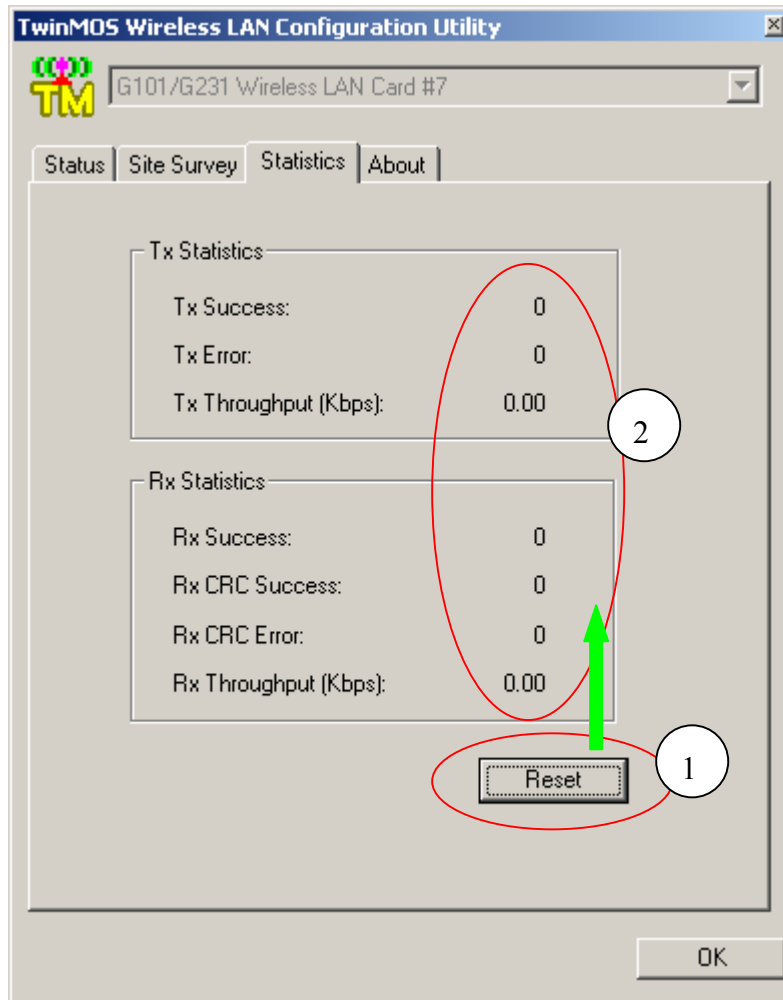 TwinMOS Wireless LAN Configuration Utility
TM
G101/G231 Wireless LAN Card #7
Status Site Survey Statistics About
Tx Statistics
Tx Success: 0
Tx Error: 0
Tx Throughput (Kbps): 0.00
2
Rx Statistics
Rx Success: 0
Rx CRC Success: 0
Rx CRC Error: 0
Rx Throughput (Kbps): 0.00
Reset 1
OK